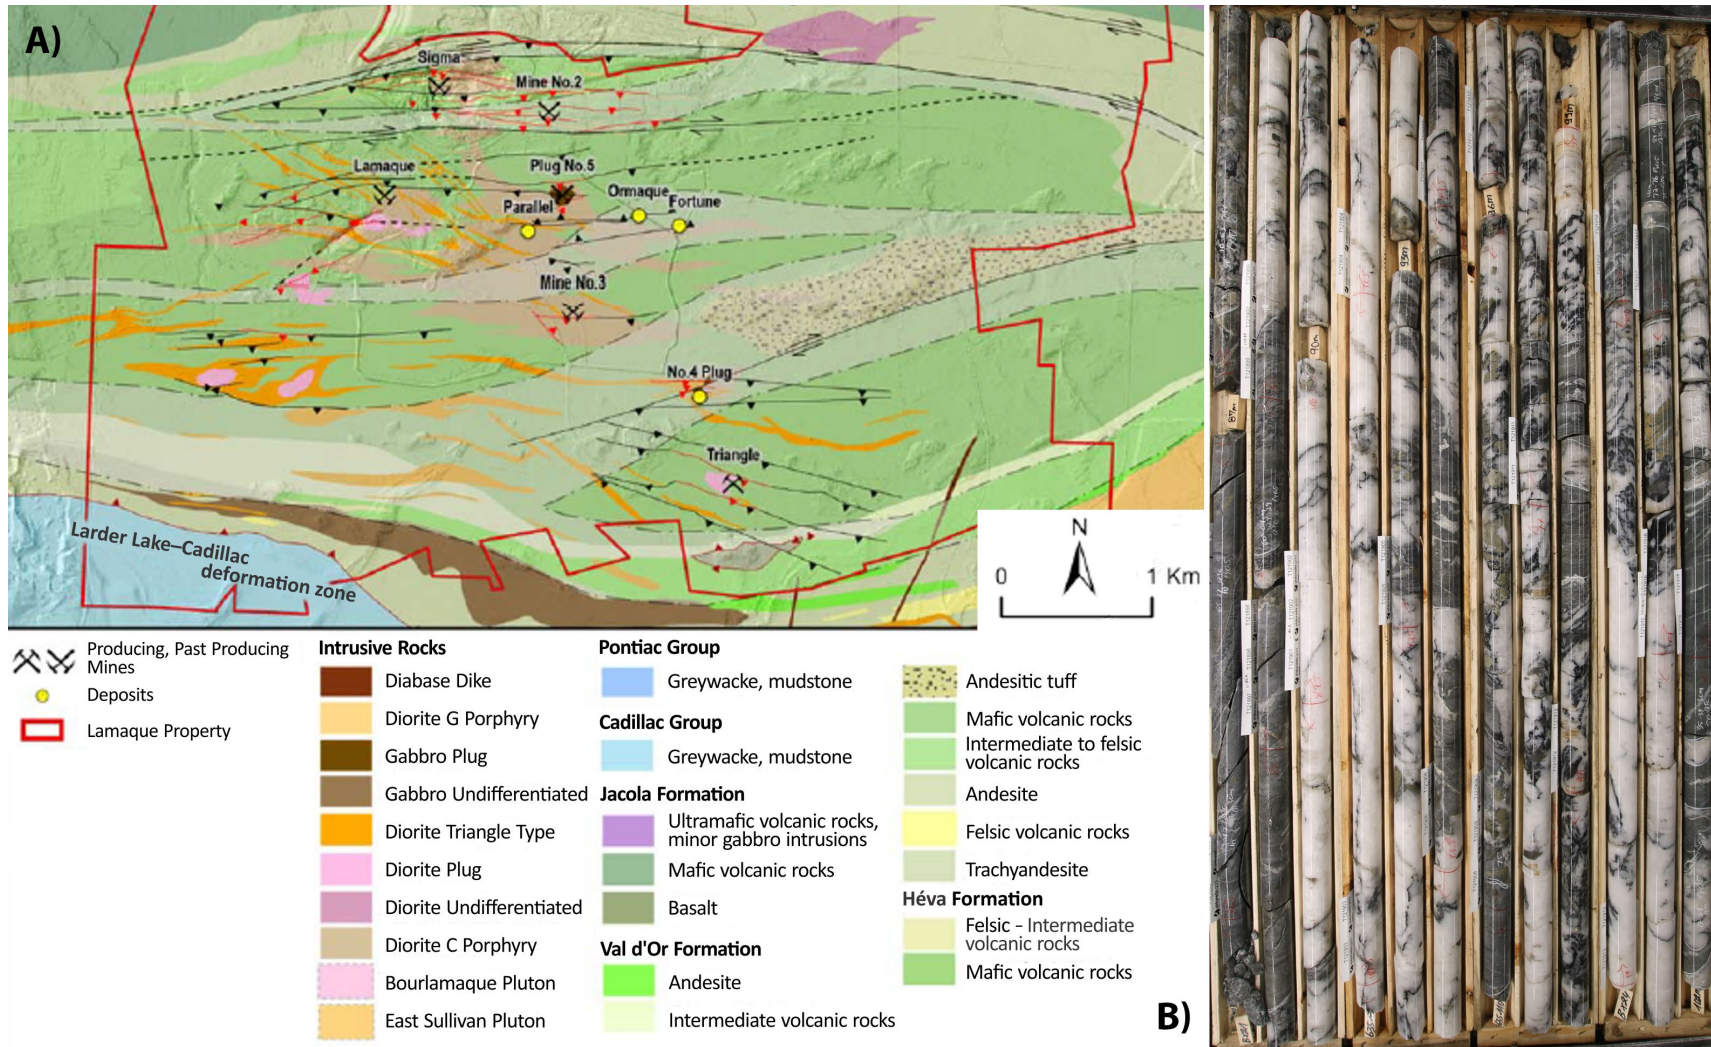 A)
Sigma
Mine No.2
Lamaque
Plug No.5
Parallel
Ormaque
Fortune
Mine No.3
No.4 Plug
Triangle
Larder Lake–Cadillac
deformation zone
N
0 1 Km
Producing, Past Producing
Mines
Deposits
Lamaque Property
Intrusive Rocks
Diabase Dike
Diorite G Porphyry
Gabbro Plug
Gabbro Undifferentiated
Diorite Triangle Type
Diorite Plug
Diorite Undifferentiated
Diorite C Porphyry
Bourlamaque Pluton
East Sullivan Pluton
Pontiac Group
Greywacke, mudstone
Cadillac Group
Greywacke, mudstone
Jacola Formation
Ultramafic volcanic rocks,
minor gabbro intrusions
Mafic volcanic rocks
Basalt
Val d'Or Formation
Andesite
Intermediate volcanic rocks
Andesitic tuff
Mafic volcanic rocks
Intermediate to felsic
volcanic rocks
Andesite
Felsic volcanic rocks
Trachyandesite
Héva Formation
Felsic - Intermediate
volcanic rocks
Mafic volcanic rocks
B)
87m
90m
93m
96m
99m